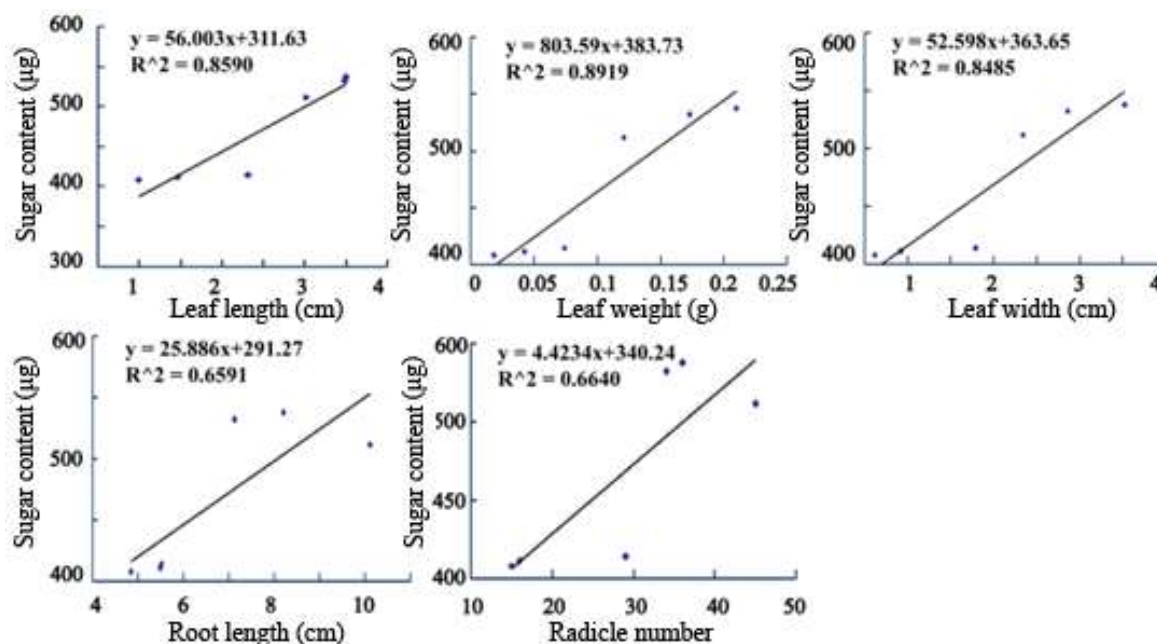 y = 56.003x+311.63
R^2 = 0.8590
Sugar content (µg)
600
500
400
300
1 2 3 4
Leaf length (cm)
y = 803.59x+383.73
R^2 = 0.8919
Sugar content (µg)
600
500
400
0 0.05 0.1 0.15 0.2 0.25
Leaf weight (g)
y = 52.598x+363.65
R^2 = 0.8485
Sugar content (µg)
600
500
400
1 2 3 4
Leaf width (cm)
y = 25.886x+291.27
R^2 = 0.6591
Sugar content (µg)
600
500
400
4 6 8 10
Root length (cm)
y = 4.4234x+340.24
R^2 = 0.6640
Sugar content (µg)
600
500
450
400
10 20 30 40 50
Radicle number